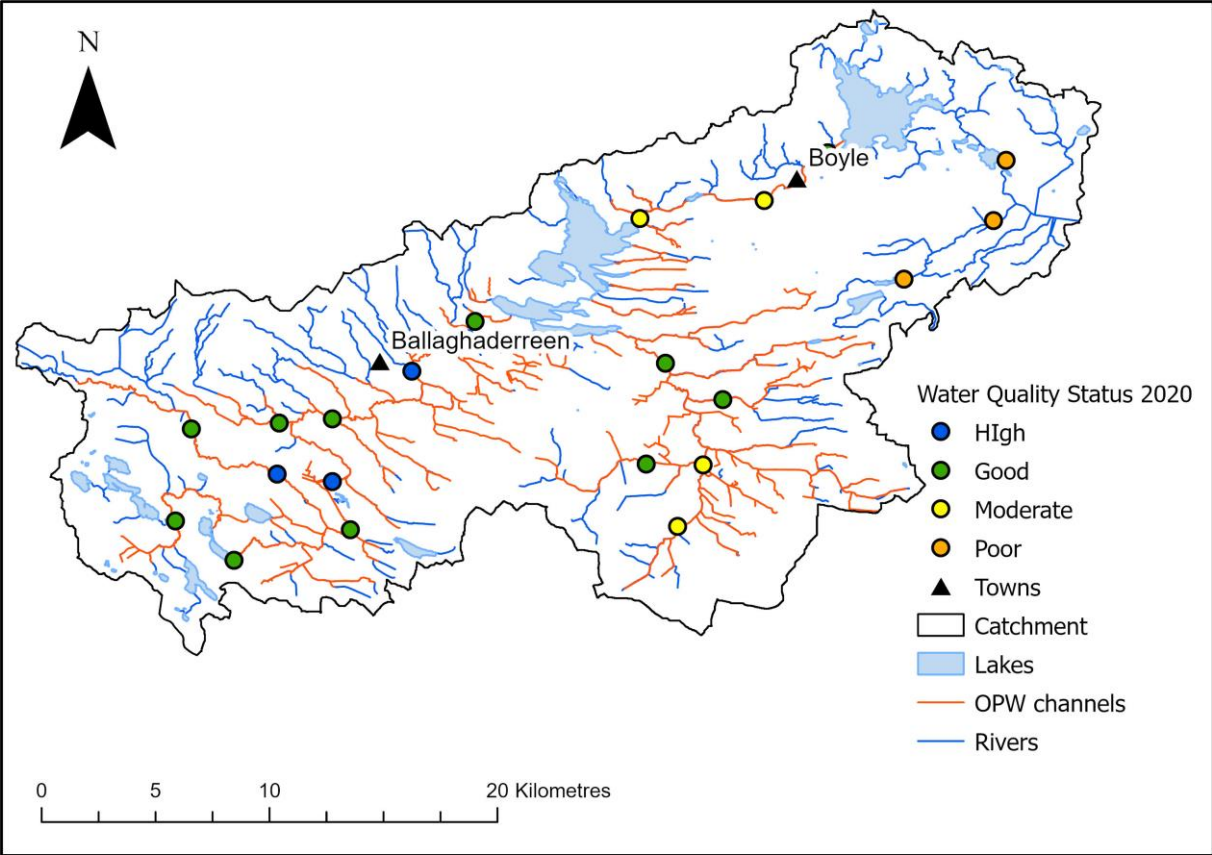 N
Boyle
Ballaghaderreen
Water Quality Status 2020
HIgh
Good
Moderate
Poor
Towns
Catchment
Lakes
OPW channels
Rivers
0 5 10 20 Kilometres